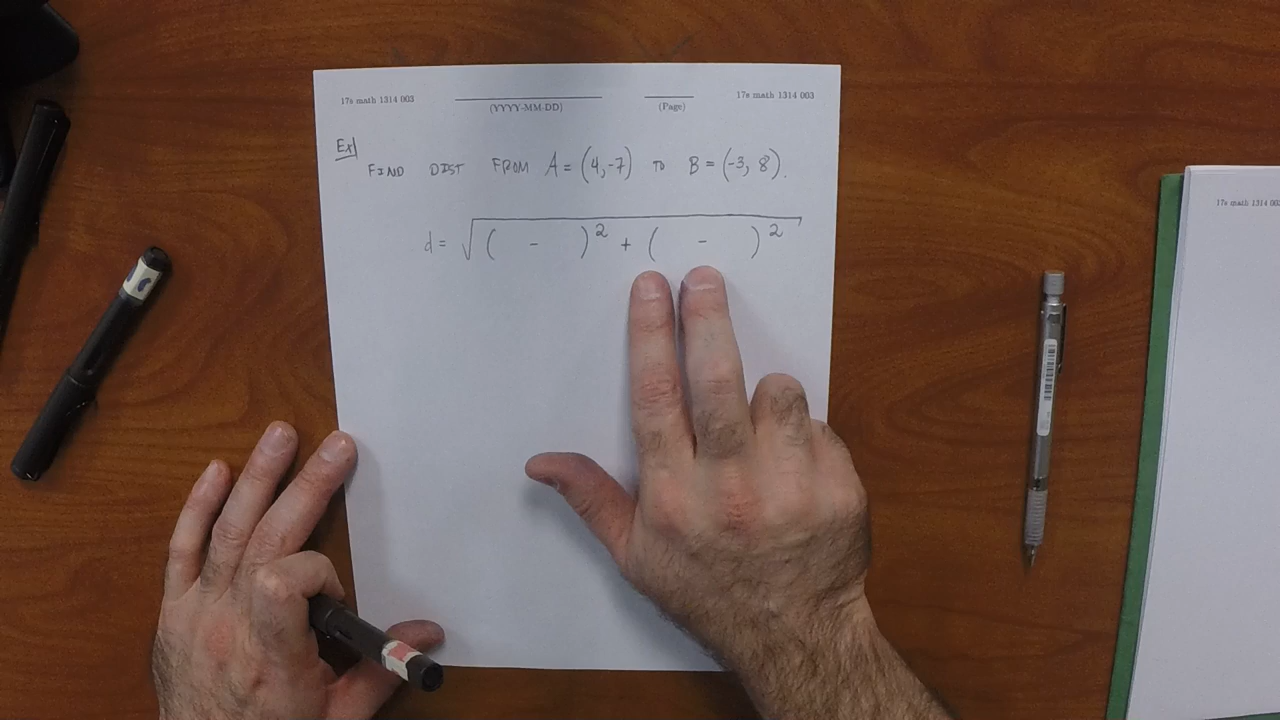 17s math 1314 003 (YYYY-MM-DD) (Page) 17s math 1314 003
Ex)
FIND DIST FROM A = (4,-7) TO B = (-3, 8).
d = √( - )² + ( - )²
17s math 1314 003